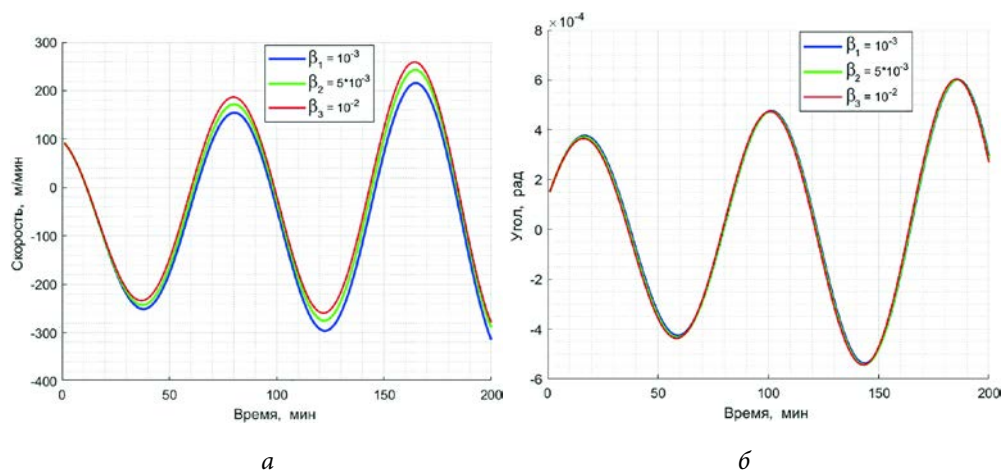 300
200
100
0
-100
-200
-300
-400
Скорость, м/мин
0 50 100 150 200
Время, мин
β₁ = 10⁻³
β₂ = 5*10⁻³
β₃ = 10⁻²
а
×10⁻⁴
8
6
4
2
0
-2
-4
-6
Угол, рад
0 50 100 150 200
Время, мин
β₁ = 10⁻³
β₂ = 5*10⁻³
β₃ = 10⁻²
б